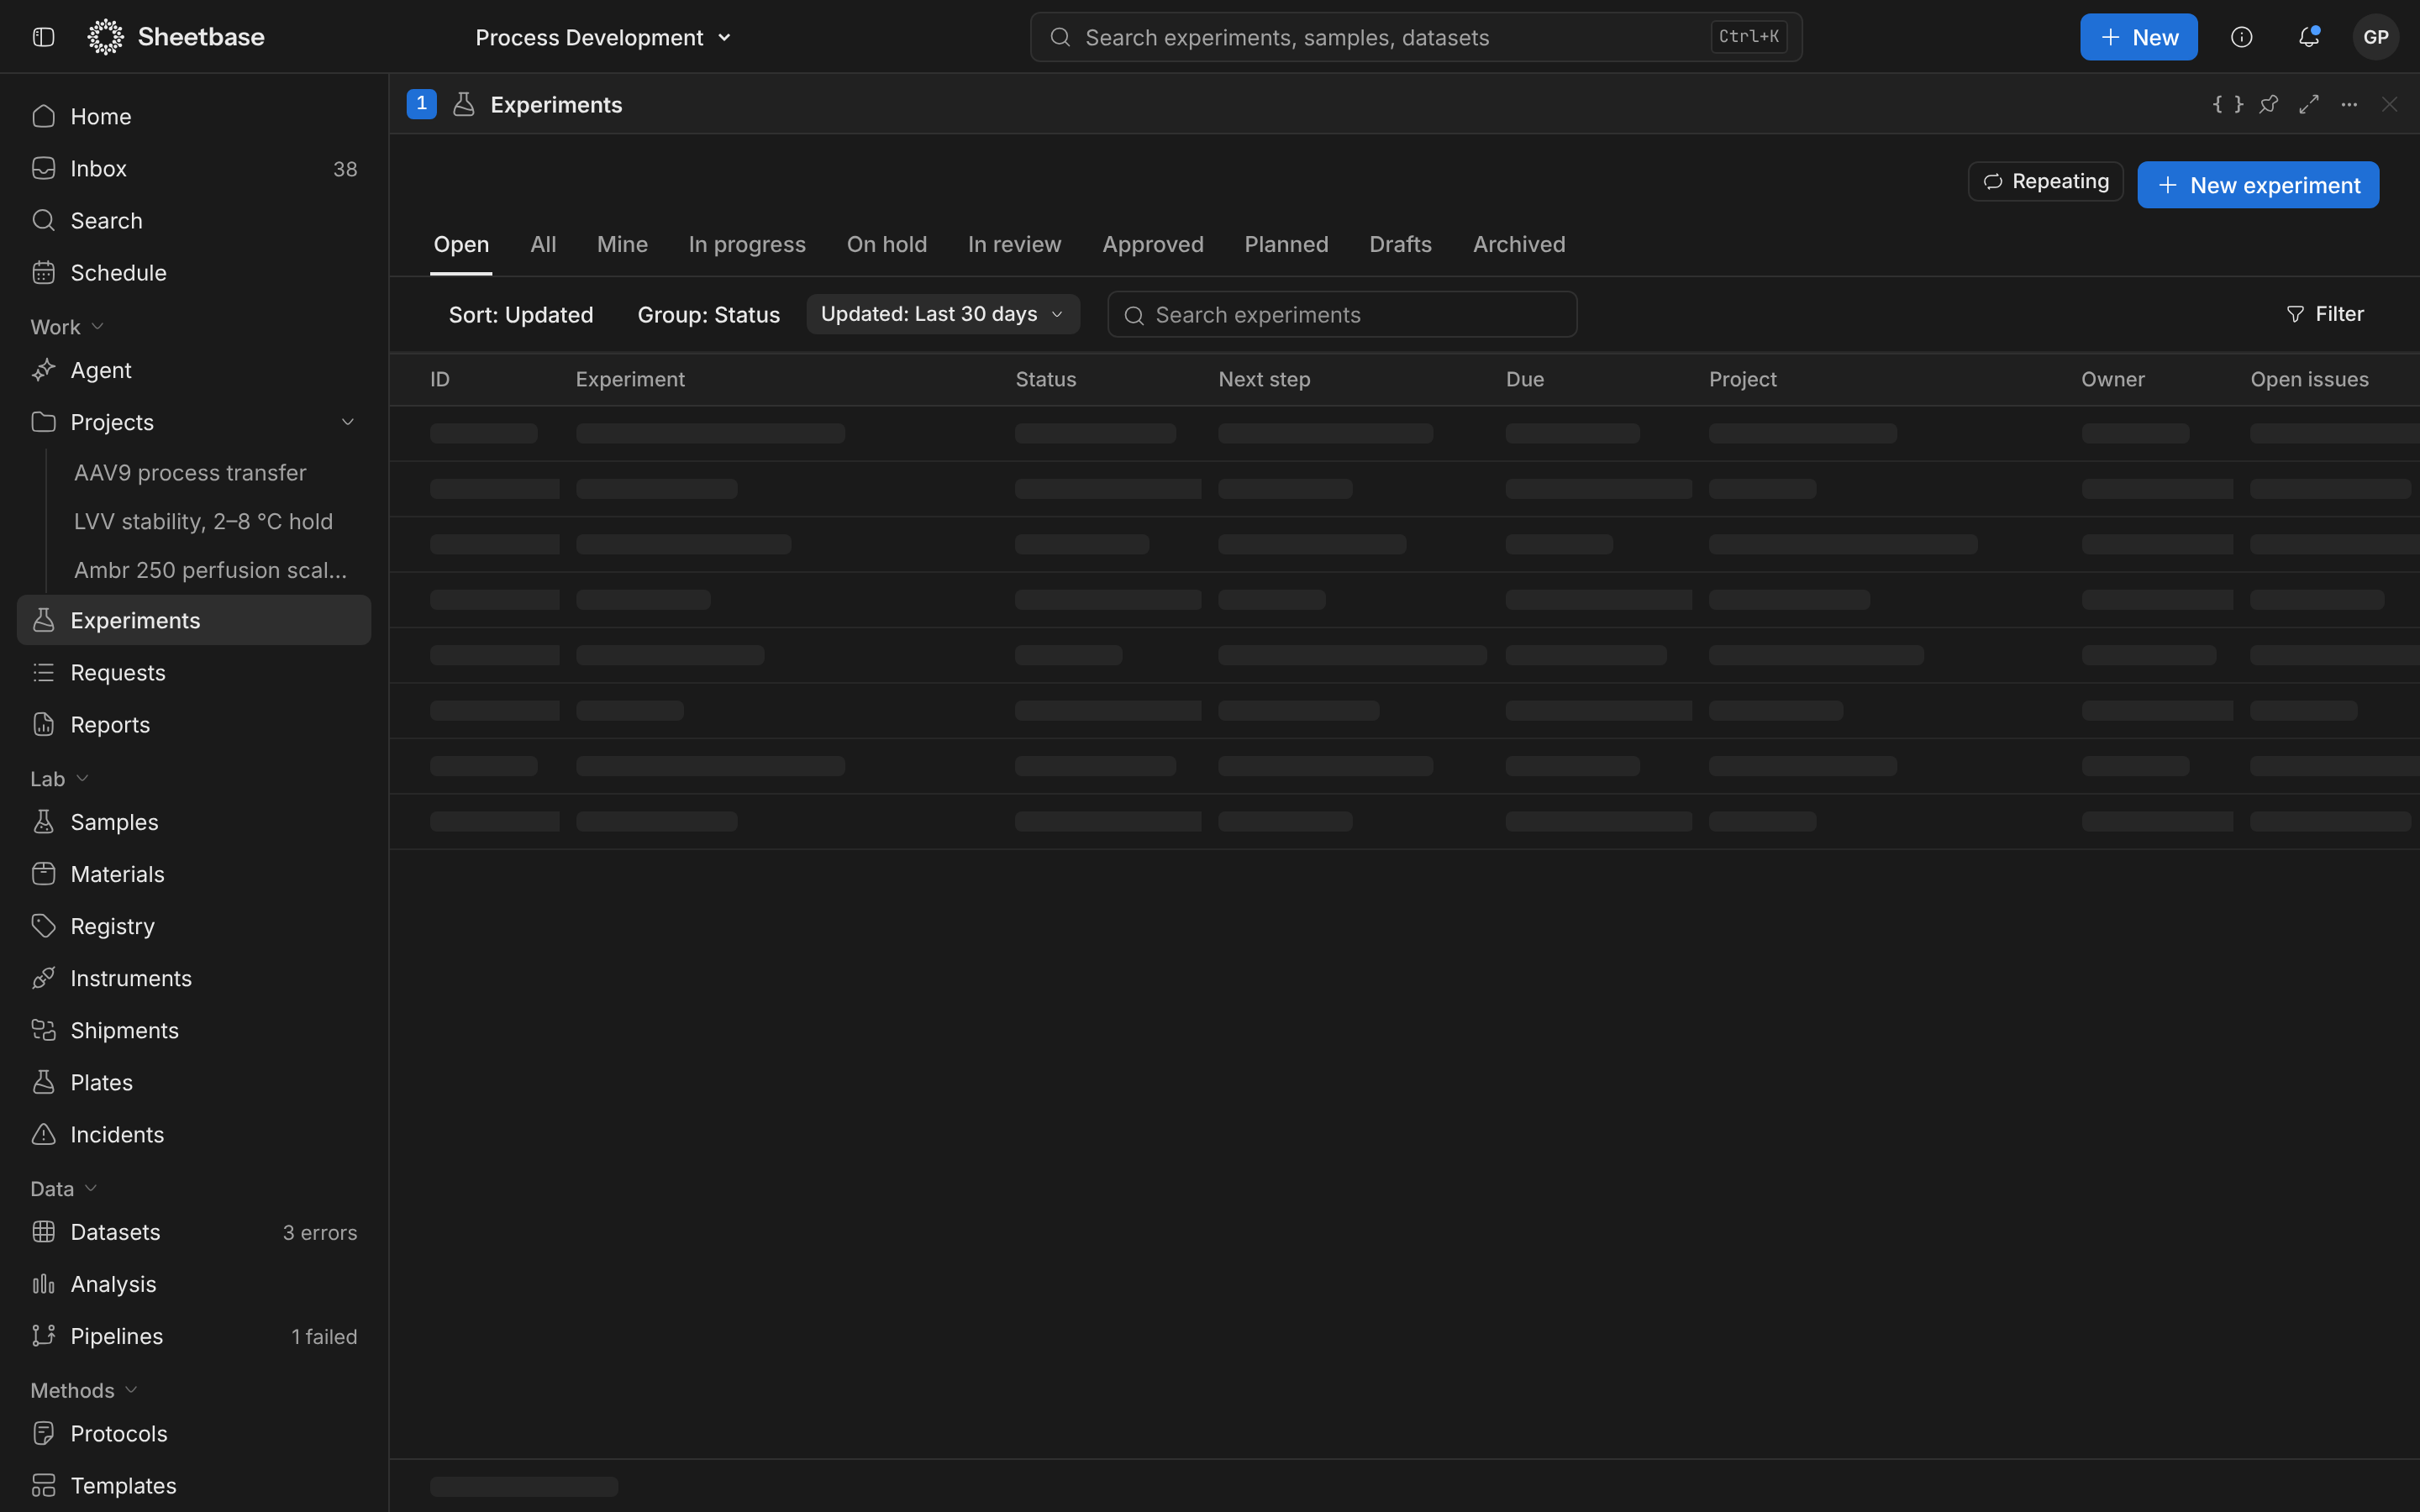 Sheetbase
Process Development
Search experiments, samples, datasets
Ctrl+K
New
GP
Home
Inbox 38
Search
Schedule
Work
Agent
Projects
AAV9 process transfer
LVV stability, 2–8 °C hold
Ambr 250 perfusion scal...
Experiments
Requests
Reports
Lab
Samples
Materials
Registry
Instruments
Shipments
Plates
Incidents
Data
Datasets 3 errors
Analysis
Pipelines 1 failed
Methods
Protocols
Templates
1 Experiments
{ }
Repeating
New experiment
Open All Mine In progress On hold In review Approved Planned Drafts Archived
Sort: Updated Group: Status Updated: Last 30 days Search experiments Filter
ID Experiment Status Next step Due Project Owner Open issues